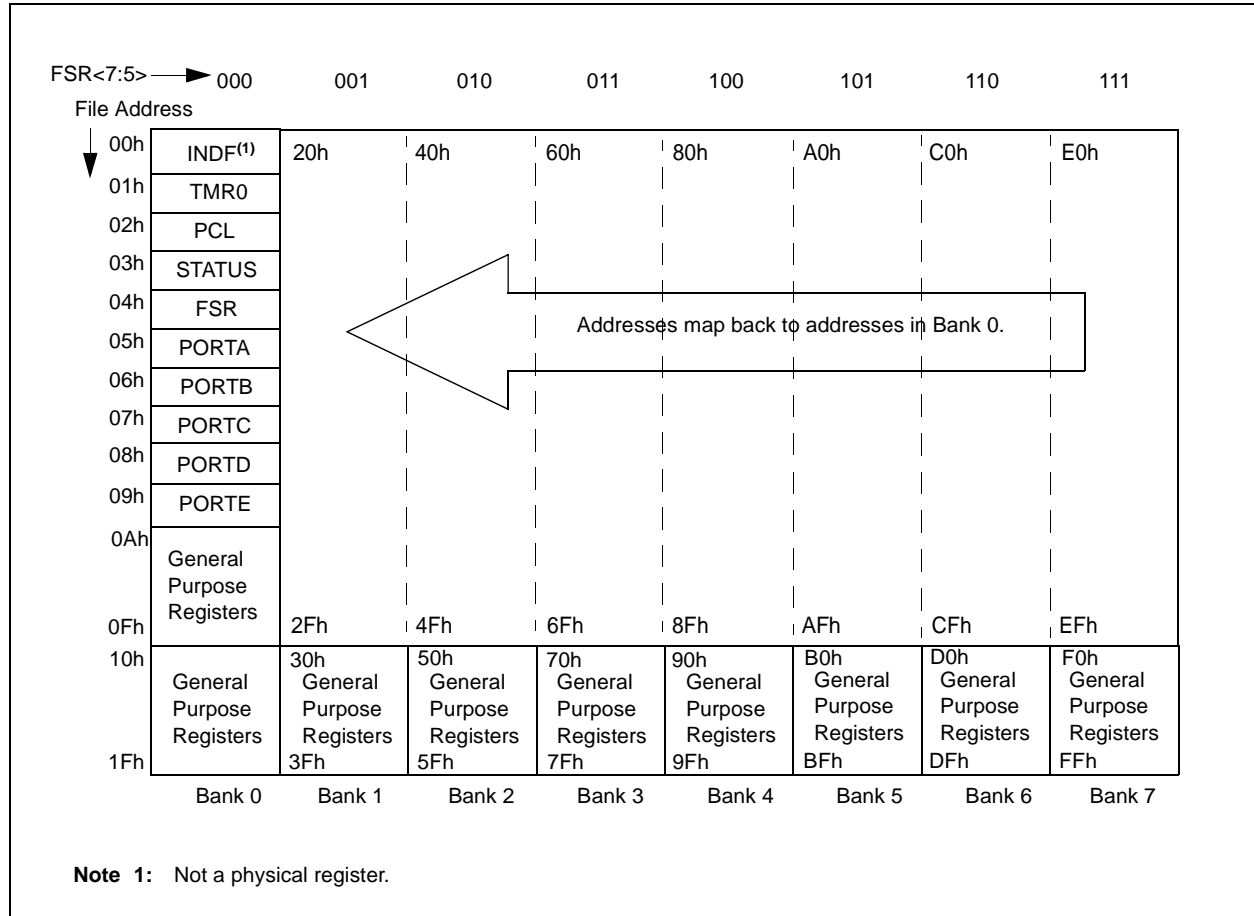 FSR<7:5> 000 001 010 011 100 101 110 111
File Address
00h INDF(1) 20h 40h 60h 80h A0h C0h E0h
01h TMR0
02h PCL
03h STATUS
04h FSR
Addresses map back to addresses in Bank 0.
05h PORTA
06h PORTB
07h PORTC
08h PORTD
09h PORTE
0Ah
General
Purpose
Registers
0Fh 2Fh 4Fh 6Fh 8Fh AFh CFh EFh
10h 30h 50h 70h 90h B0h D0h F0h
General General General General General General General General
Purpose Purpose Purpose Purpose Purpose Purpose Purpose Purpose
Registers Registers Registers Registers Registers Registers Registers Registers
1Fh 3Fh 5Fh 7Fh 9Fh BFh DFh FFh
Bank 0 Bank 1 Bank 2 Bank 3 Bank 4 Bank 5 Bank 6 Bank 7
Note 1: Not a physical register.